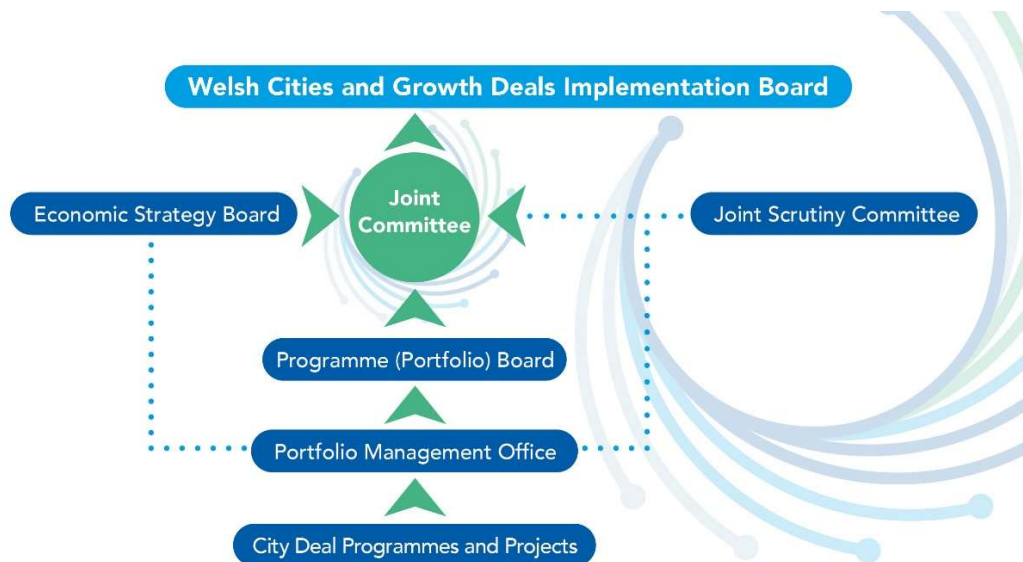 Welsh Cities and Growth Deals Implementation Board
Economic Strategy Board
Joint
Committee
Joint Scrutiny Committee
Programme (Portfolio) Board
Portfolio Management Office
City Deal Programmes and Projects